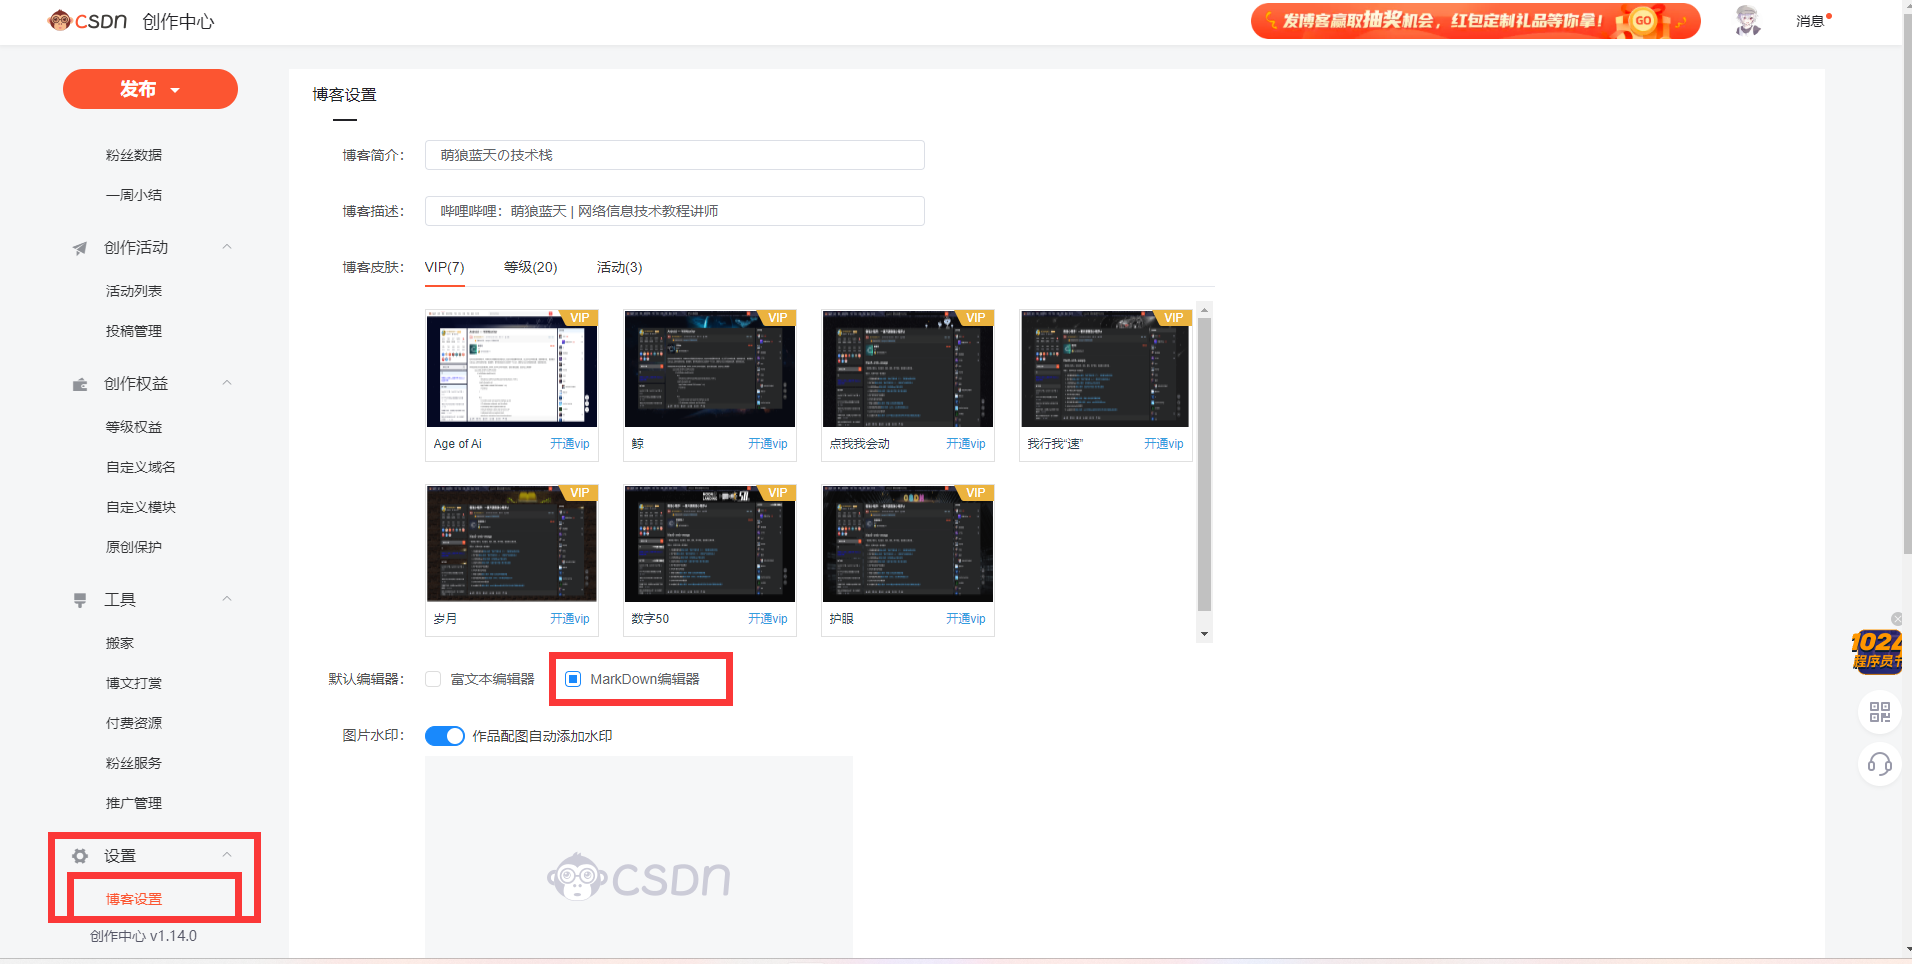 CSDN 创作中心
发博客赢取抽奖机会，红包定制礼品等你拿！ GO
消息
发布
粉丝数据
一周小结
创作活动
活动列表
投稿管理
创作权益
等级权益
自定义域名
自定义模块
原创保护
工具
搬家
博文打赏
付费资源
粉丝服务
推广管理
设置
博客设置
创作中心 v1.14.0
博客设置
博客简介： 萌狼蓝天の技术栈
博客描述： 哔哩哔哩：萌狼蓝天 | 网络信息技术教程讲师
博客皮肤： VIP(7) 等级(20) 活动(3)
VIP VIP VIP VIP
Age of Ai 开通vip 鲸 开通vip 点我我会动 开通vip 我行我“速” 开通vip
VIP VIP VIP
岁月 开通vip 数字50 开通vip 护眼 开通vip
默认编辑器： 富文本编辑器 MarkDown编辑器
图片水印： 作品配图自动添加水印
CSDN
1024
程序员节